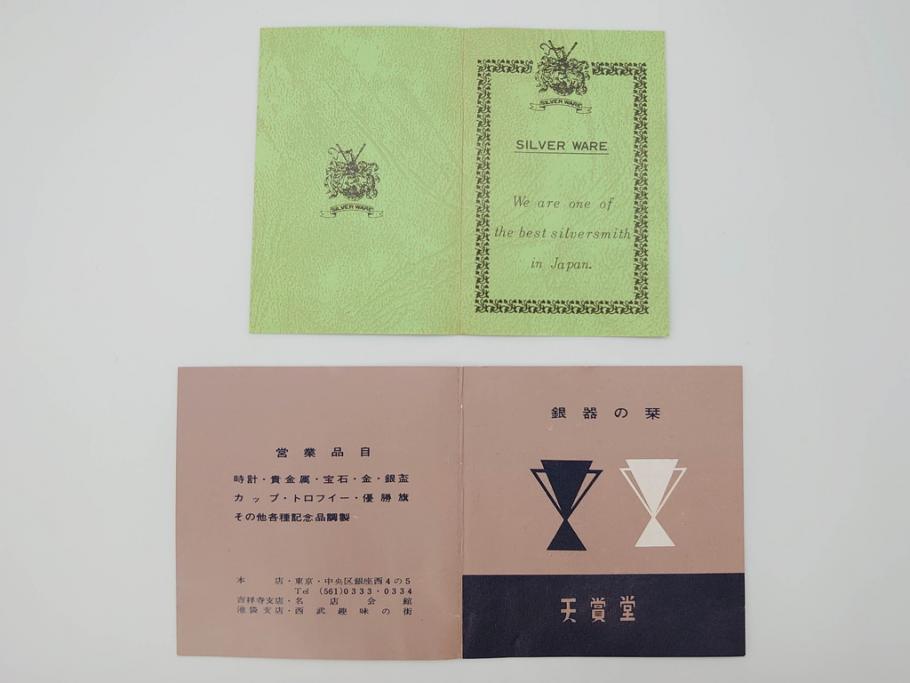 SILVER WARE
SILVER WARE
SILVER WARE
We are one of
the best silversmith
in Japan.
営業品目
時計・貴金属・宝石・金・銀盃
カップ・トロフイー・優勝旗
その他各種記念品調製
本店・東京・中央区銀座西4の5
Tel (561)0333・0334
吉祥寺支店・名店会館
池袋支店・西武趣味の街
銀器の栞
天賞堂